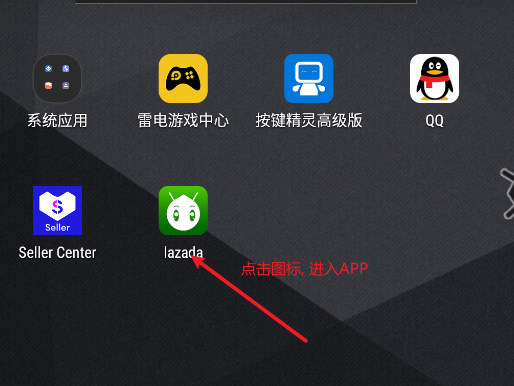 系统应用
雷电游戏中心
按键精灵高级版
QQ
Seller
Seller Center
lazada
点击图标, 进入APP